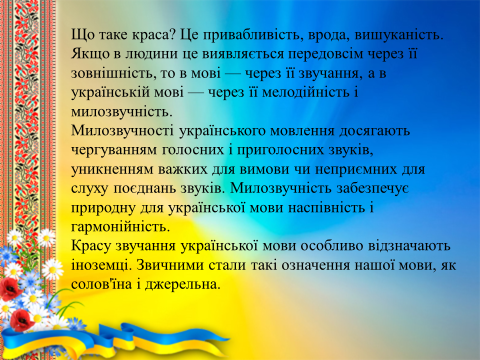 Що таке краса? Це привабливість, врода, вишуканість.
Якщо в людини це виявляється передовсім через її
зовнішність, то в мові — через її звучання, а в
українській мові — через її мелодійність і
милозвучність.
Милозвучності українського мовлення досягають
чергуванням голосних і приголосних звуків,
уникненням важких для вимови чи неприємних для
слуху поєднань звуків. Милозвучність забезпечує
природну для української мови наспівність і
гармонійність.
Красу звучання української мови особливо відзначають
іноземці. Звичними стали такі означення нашої мови, як
солов'їна і джерельна.